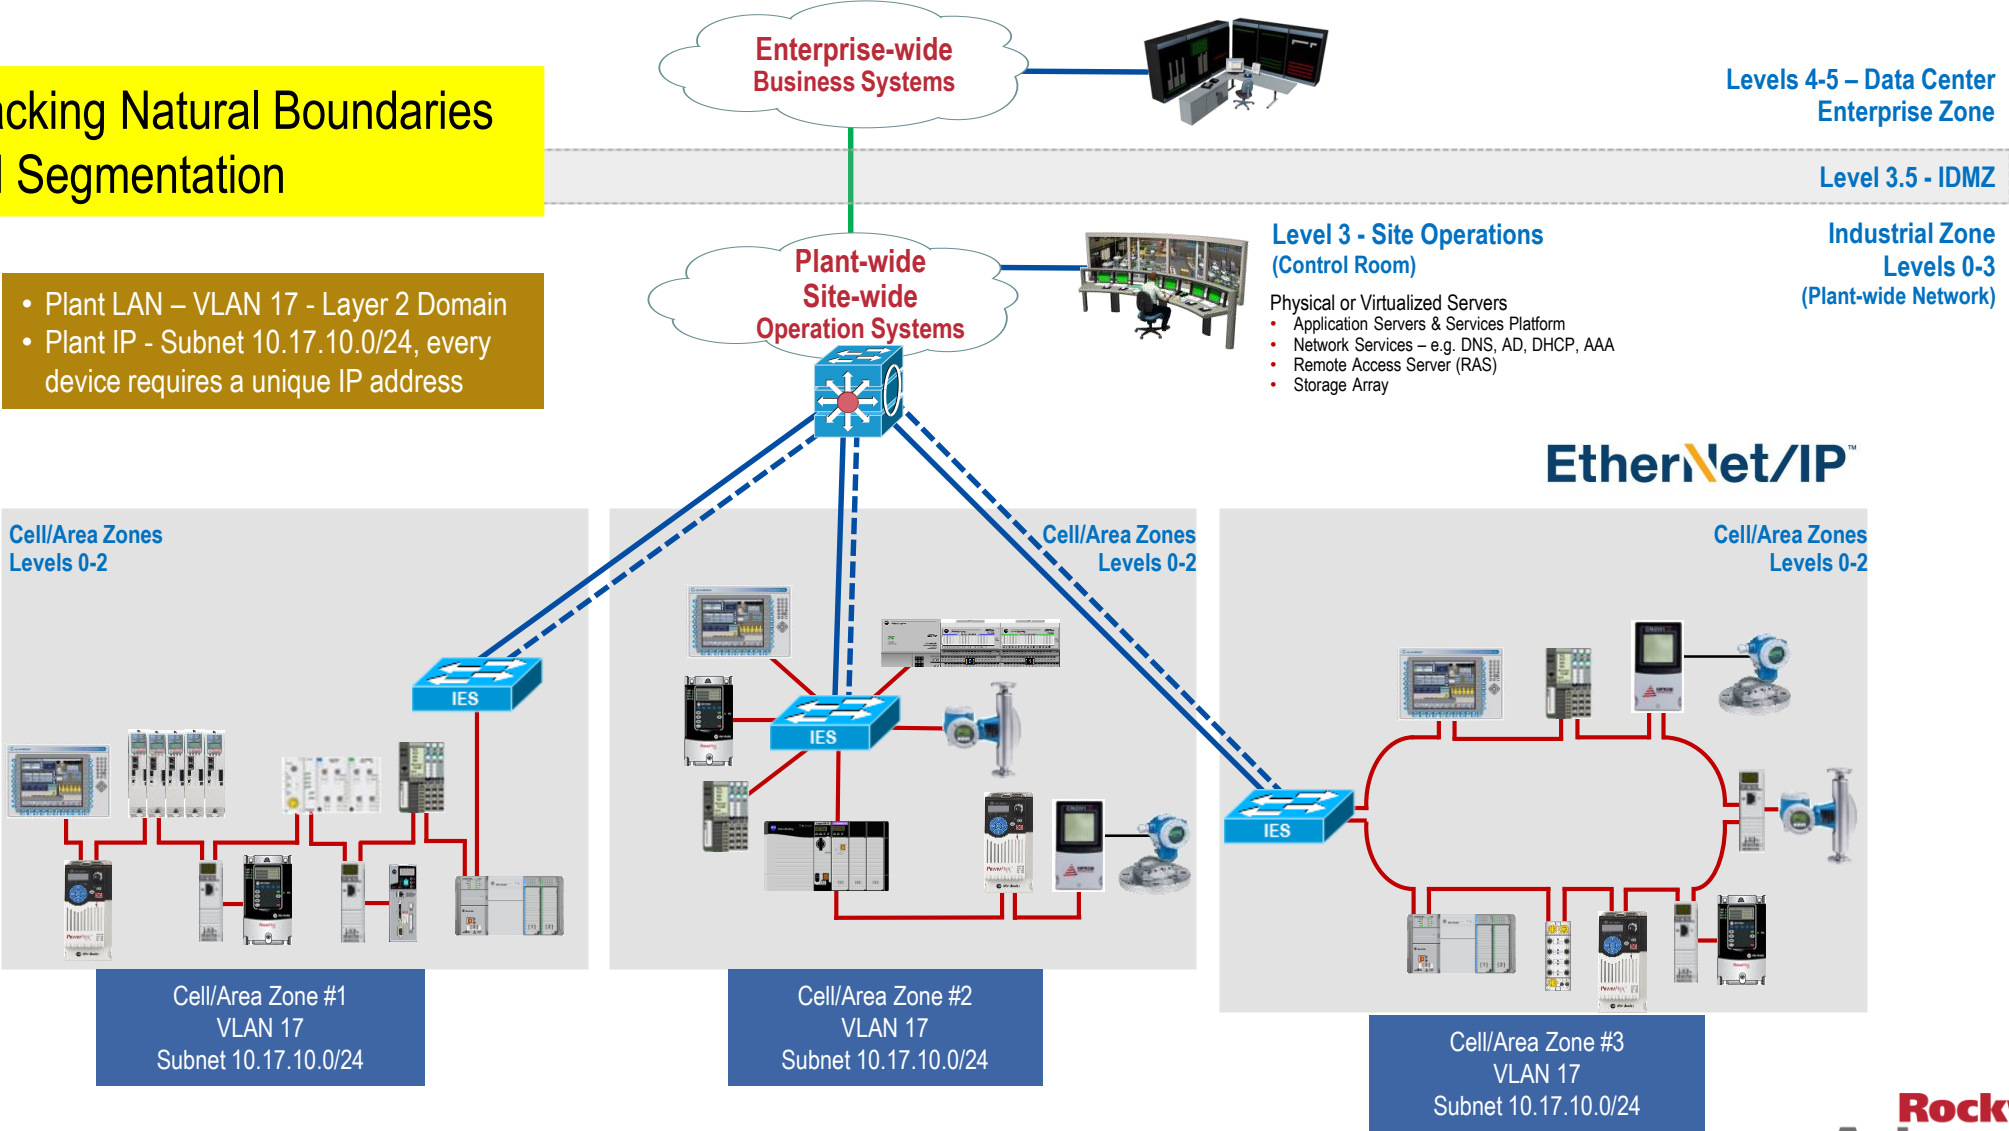 Enterprise-wide
Business Systems
Levels 4-5 – Data Center
Enterprise Zone
Natural Boundaries
Segmentation
Level 3.5 - IDMZ
Plant-wide
Site-wide
Operation Systems
Level 3 - Site Operations
(Control Room)
Physical or Virtualized Servers
• Application Servers & Services Platform
• Network Services – e.g. DNS, AD, DHCP, AAA
• Remote Access Server (RAS)
• Storage Array
Industrial Zone
Levels 0-3
(Plant-wide Network)
• Plant LAN – VLAN 17 - Layer 2 Domain
• Plant IP - Subnet 10.17.10.0/24, every
device requires a unique IP address
EtherNet/IP™
Cell/Area Zones
Levels 0-2
Cell/Area Zones
Levels 0-2
Cell/Area Zones
Levels 0-2
IES
IES
IES
Cell/Area Zone #1
VLAN 17
Subnet 10.17.10.0/24
Cell/Area Zone #2
VLAN 17
Subnet 10.17.10.0/24
Cell/Area Zone #3
VLAN 17
Subnet 10.17.10.0/24